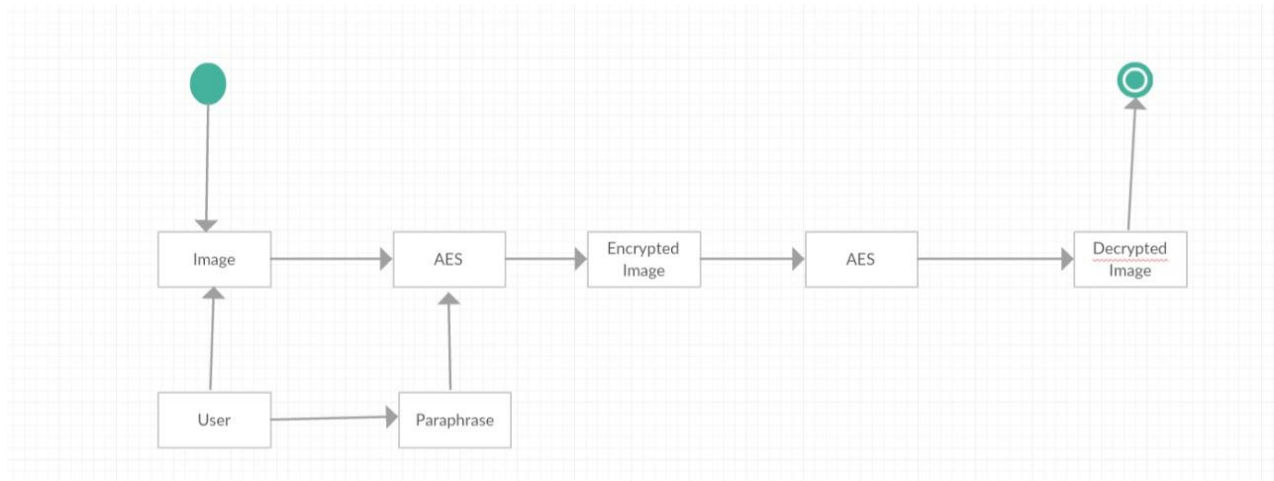 Image
AES
Encrypted
Image
AES
Decrypted
Image
User
Paraphrase